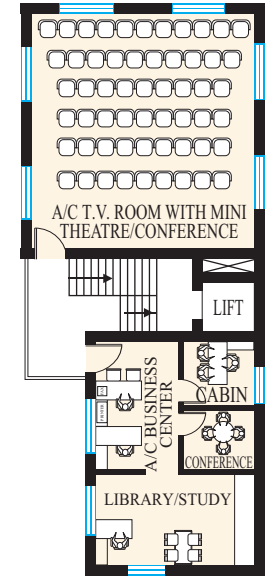 A/C T.V. ROOM WITH MINI
THEATRE/CONFERENCE
LIFT
A/C BUSINESS
CENTER
CABIN
CONFERENCE
LIBRARY/STUDY